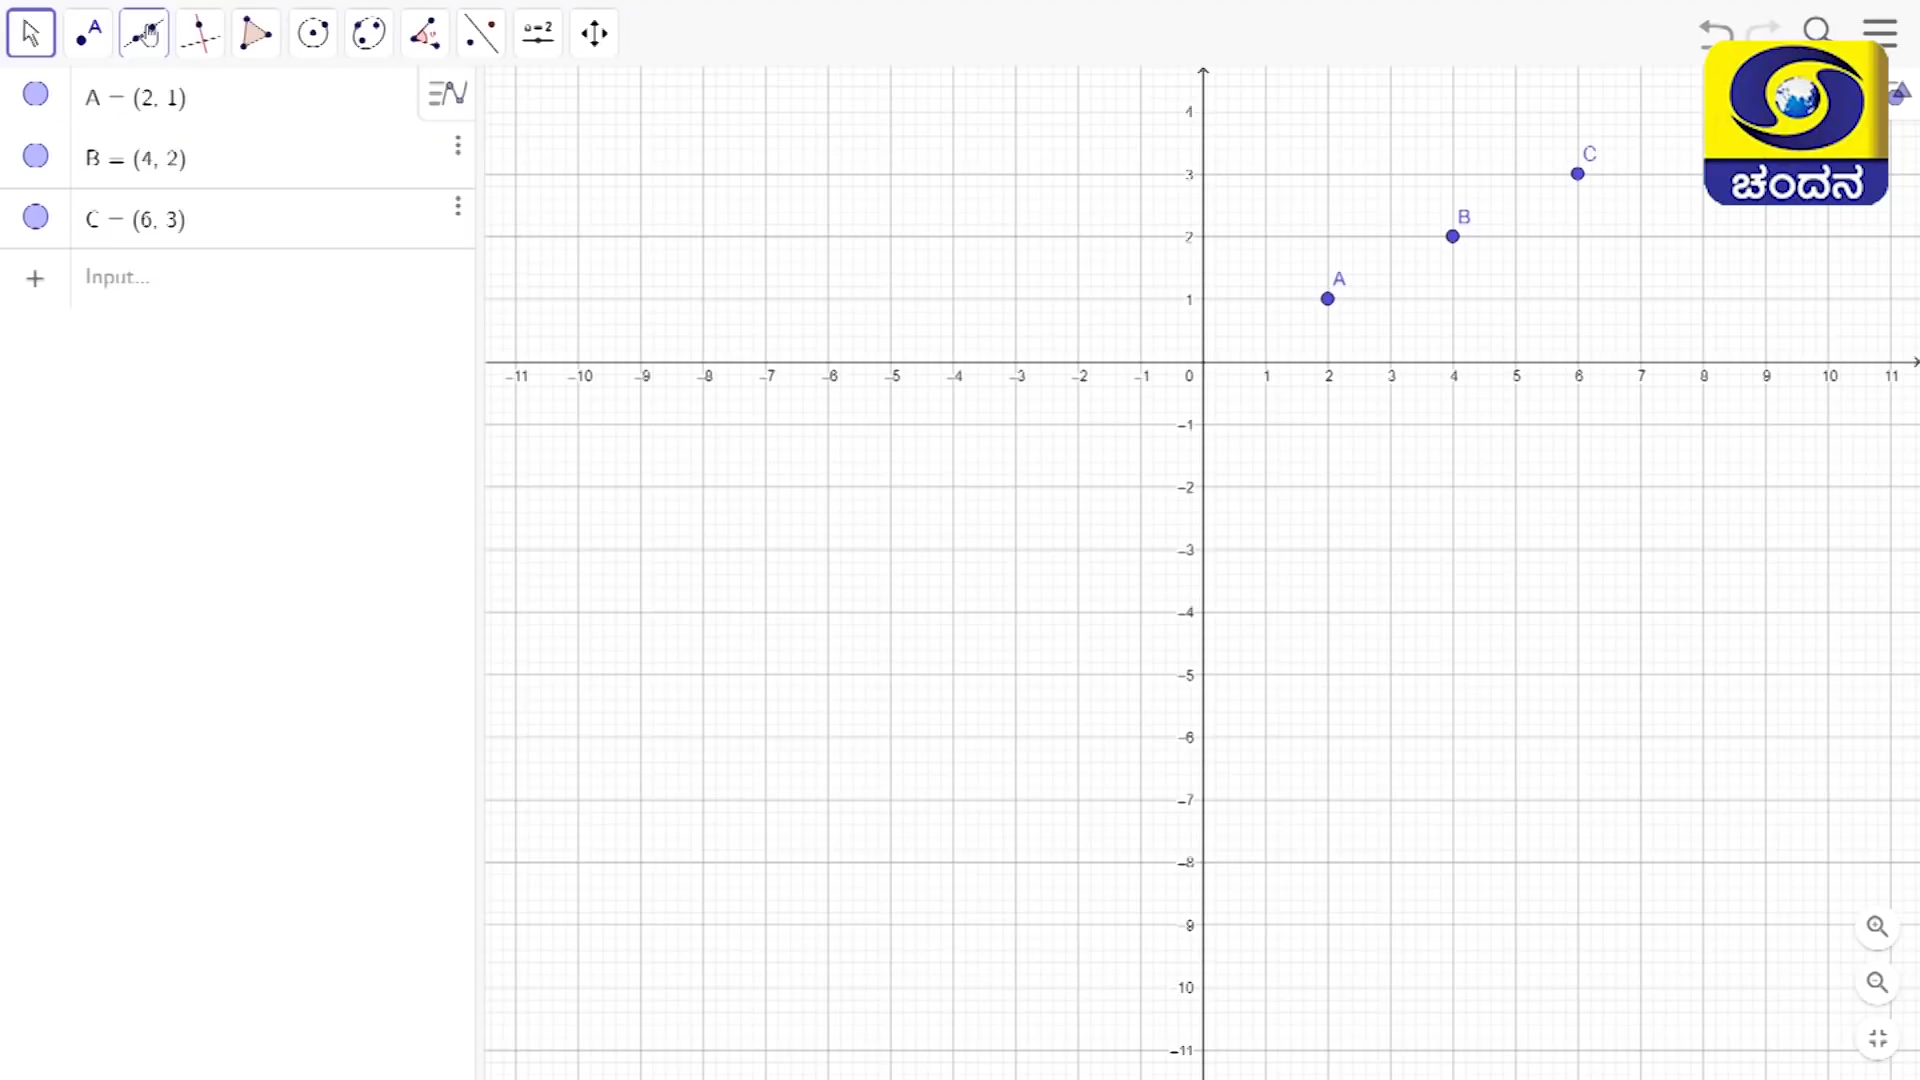 A
a=2
A = (2, 1)
B = (4, 2)
C = (6, 3)
+ Input...
ಚಂದನ
4
3
2
1
C
B
A
-11 -10 -9 -8 -7 -6 -5 -4 -3 -2 -1 0 1 2 3 4 5 6 7 8 9 10 11
-1
-2
-3
-4
-5
-6
-7
-8
-9
10
-11